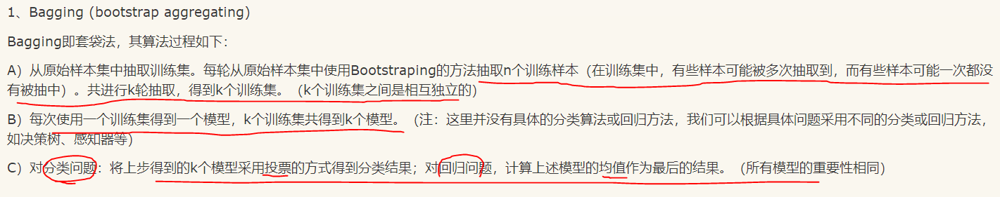 1、Bagging (bootstrap aggregating)
Bagging即套袋法，其算法过程如下：
A）从原始样本集中抽取训练集。每轮从原始样本集中使用Bootstraping的方法抽取n个训练样本（在训练集中，有些样本可能被多次抽取到，而有些样本可能一次都没
有被抽中）。共进行k轮抽取，得到k个训练集。（k个训练集之间是相互独立的）
B）每次使用一个训练集得到一个模型，k个训练集共得到k个模型。（注：这里并没有具体的分类算法或回归方法，我们可以根据具体问题采用不同的分类或回归方法，
如决策树、感知器等）
C）对分类问题：将上步得到的k个模型采用投票的方式得到分类结果；对回归问题，计算上述模型的均值作为最后的结果。（所有模型的重要性相同）